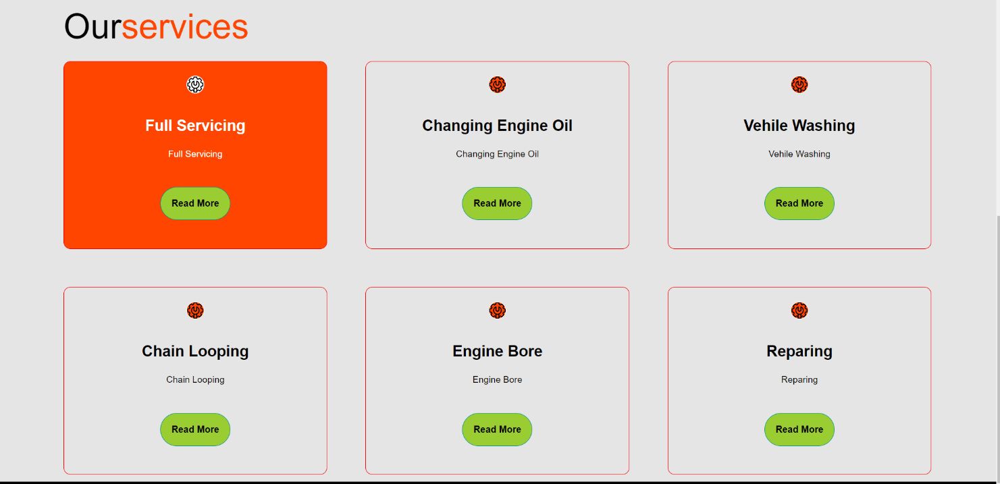 Ourservices
Full Servicing
Full Servicing
Read More
Changing Engine Oil
Changing Engine Oil
Read More
Vehile Washing
Vehile Washing
Read More
Chain Looping
Chain Looping
Read More
Engine Bore
Engine Bore
Read More
Reparing
Reparing
Read More